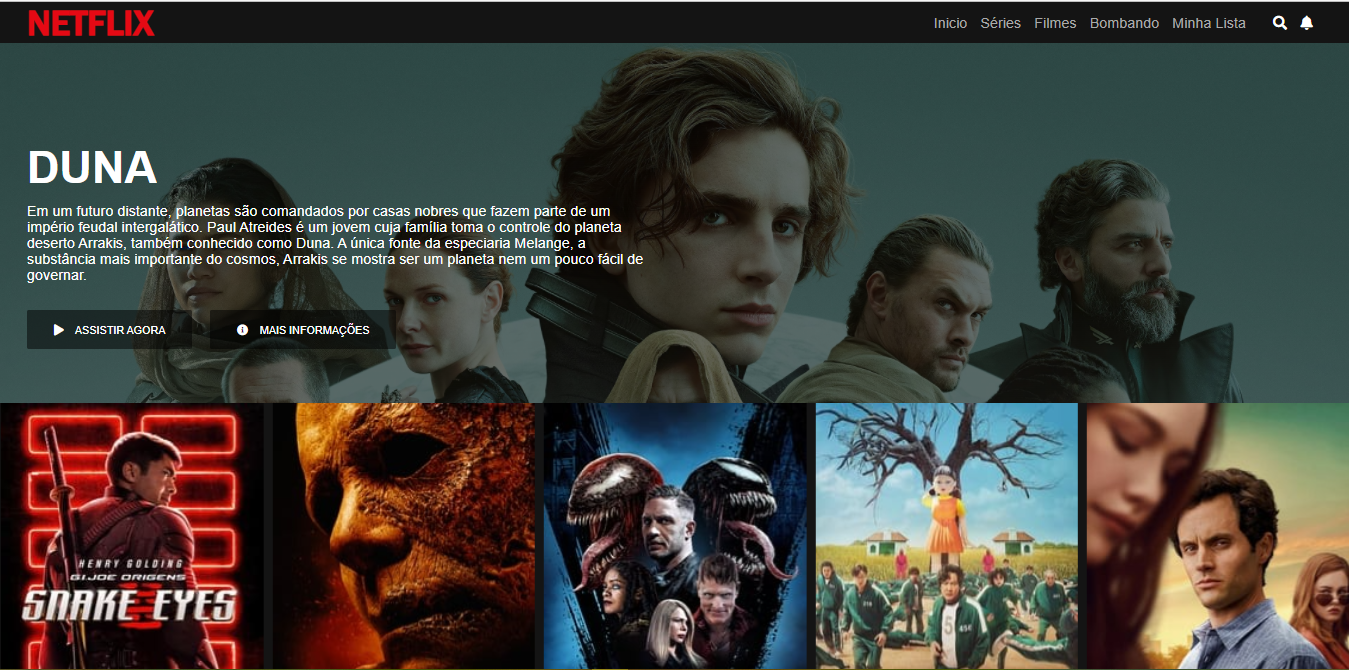 NETFLIX
Inicio Séries Filmes Bombando Minha Lista
DUNA
Em um futuro distante, planetas são comandados por casas nobres que fazem parte de um
império feudal intergalático. Paul Atreides é um jovem cuja família toma o controle do planeta
deserto Arrakis, também conhecido como Duna. A única fonte da especiaria Melange, a
substância mais importante do cosmos, Arrakis se mostra ser um planeta nem um pouco fácil de
governar.
ASSISTIR AGORA MAIS INFORMAÇÕES
HENRY GOLDING
G.I.JOE ORIGENS
SNAKE EYES
456